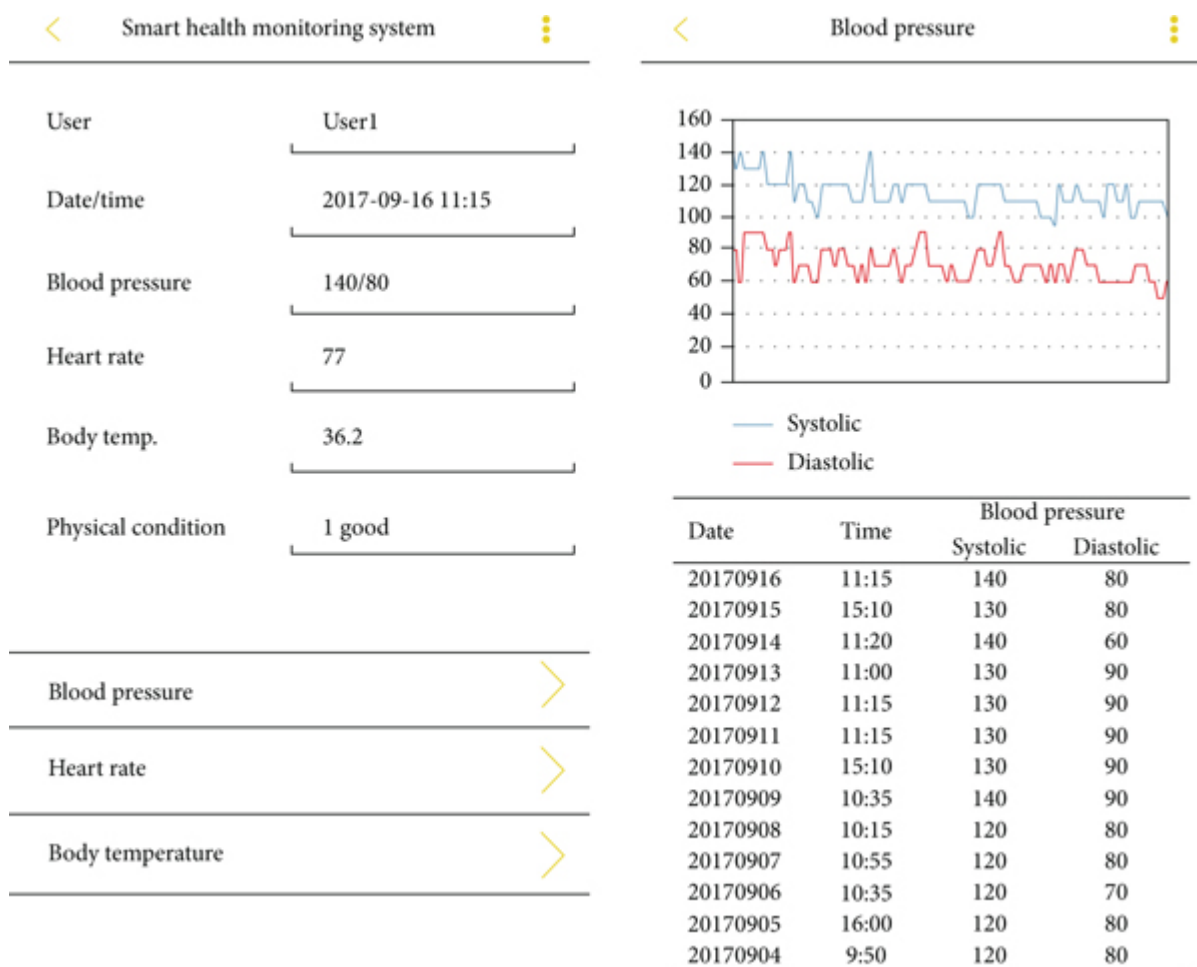 Smart health monitoring system
User User1
Date/time 2017-09-16 11:15
Blood pressure 140/80
Heart rate 77
Body temp. 36.2
Physical condition 1 good
Blood pressure
Heart rate
Body temperature
Blood pressure
160
140
120
100
80
60
40
20
0
Systolic
Diastolic
Date Time Blood pressure
Systolic Diastolic
20170916 11:15 140 80
20170915 15:10 130 80
20170914 11:20 140 60
20170913 11:00 130 90
20170912 11:15 130 90
20170911 11:15 130 90
20170910 15:10 130 90
20170909 10:35 140 90
20170908 10:15 120 80
20170907 10:55 120 80
20170906 10:35 120 70
20170905 16:00 120 80
20170904 9:50 120 80